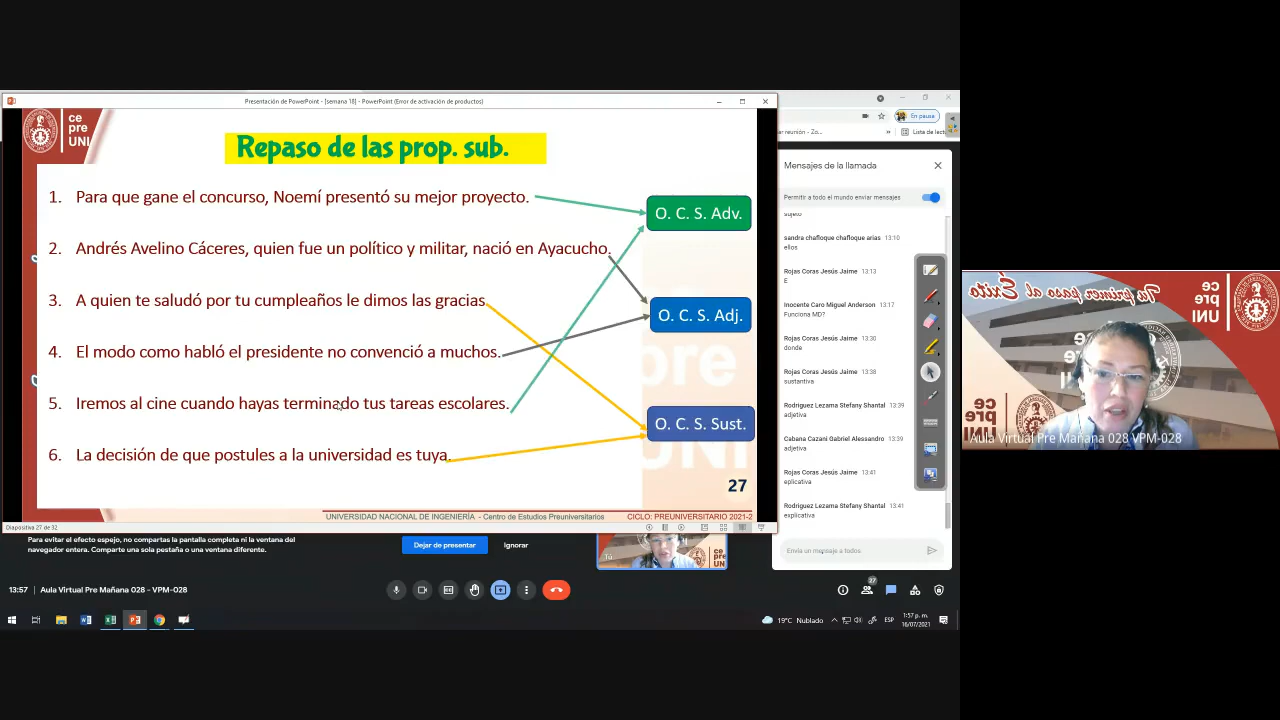 Presentación de PowerPoint - [semana 18] - PowerPoint (Error de activación de productos)
ce
pre
UNI
Repaso de las prop. sub.
1. Para que gane el concurso, Noemí presentó su mejor proyecto.
2. Andrés Avelino Cáceres, quien fue un político y militar, nació en Ayacucho.
3. A quien te saludó por tu cumpleaños le dimos las gracias
4. El modo como habló el presidente no convenció a muchos.
5. Iremos al cine cuando hayas terminado tus tareas escolares.
6. La decisión de que postules a la universidad es tuya.
O. C. S. Adv.
O. C. S. Adj.
O. C. S. Sust.
27
UNIVERSIDAD NACIONAL DE INGENIERÍA - Centro de Estudios Preuniversitarios
CICLO: PREUNIVERSITARIO 2021-2
Diapositiva 27 de 32
Para evitar el efecto espejo, no compartas la pantalla completa ni la ventana del
navegador entera. Comparte una sola pestaña o una ventana diferente.
Dejar de presentar
Ignorar
Tú
13:57 | Aula Virtual Pre Mañana 028 - VPM-028
37
19°C Nublado
ESP
1:57 p. m.
16/07/2021
En pausa
ar reunión - Zo...
»
Lista de lect
Mensajes de la llamada
Permitir a todo el mundo enviar mensajes
sujeto
sandra chafloque chafloque arias 13:10
ellos
Rojas Coras Jesús Jaime 13:13
E
Inocente Caro Miguel Anderson 13:17
Funciona MD?
Rojas Coras Jesús Jaime 13:30
donde
Rojas Coras Jesús Jaime 13:38
sustantiva
Rodriguez Lezama Stefany Shantal 13:39
adjetiva
Cabana Cazani Gabriel Alessandro 13:39
adjetiva
Rojas Coras Jesús Jaime 13:41
eplicativa
Rodriguez Lezama Stefany Shantal 13:41
explicativa
Envía un mensaje a todos
Tu primer paso al Éxito
ce
pre
UNI
Aula Virtual Pre Mañana 028 VPM-028